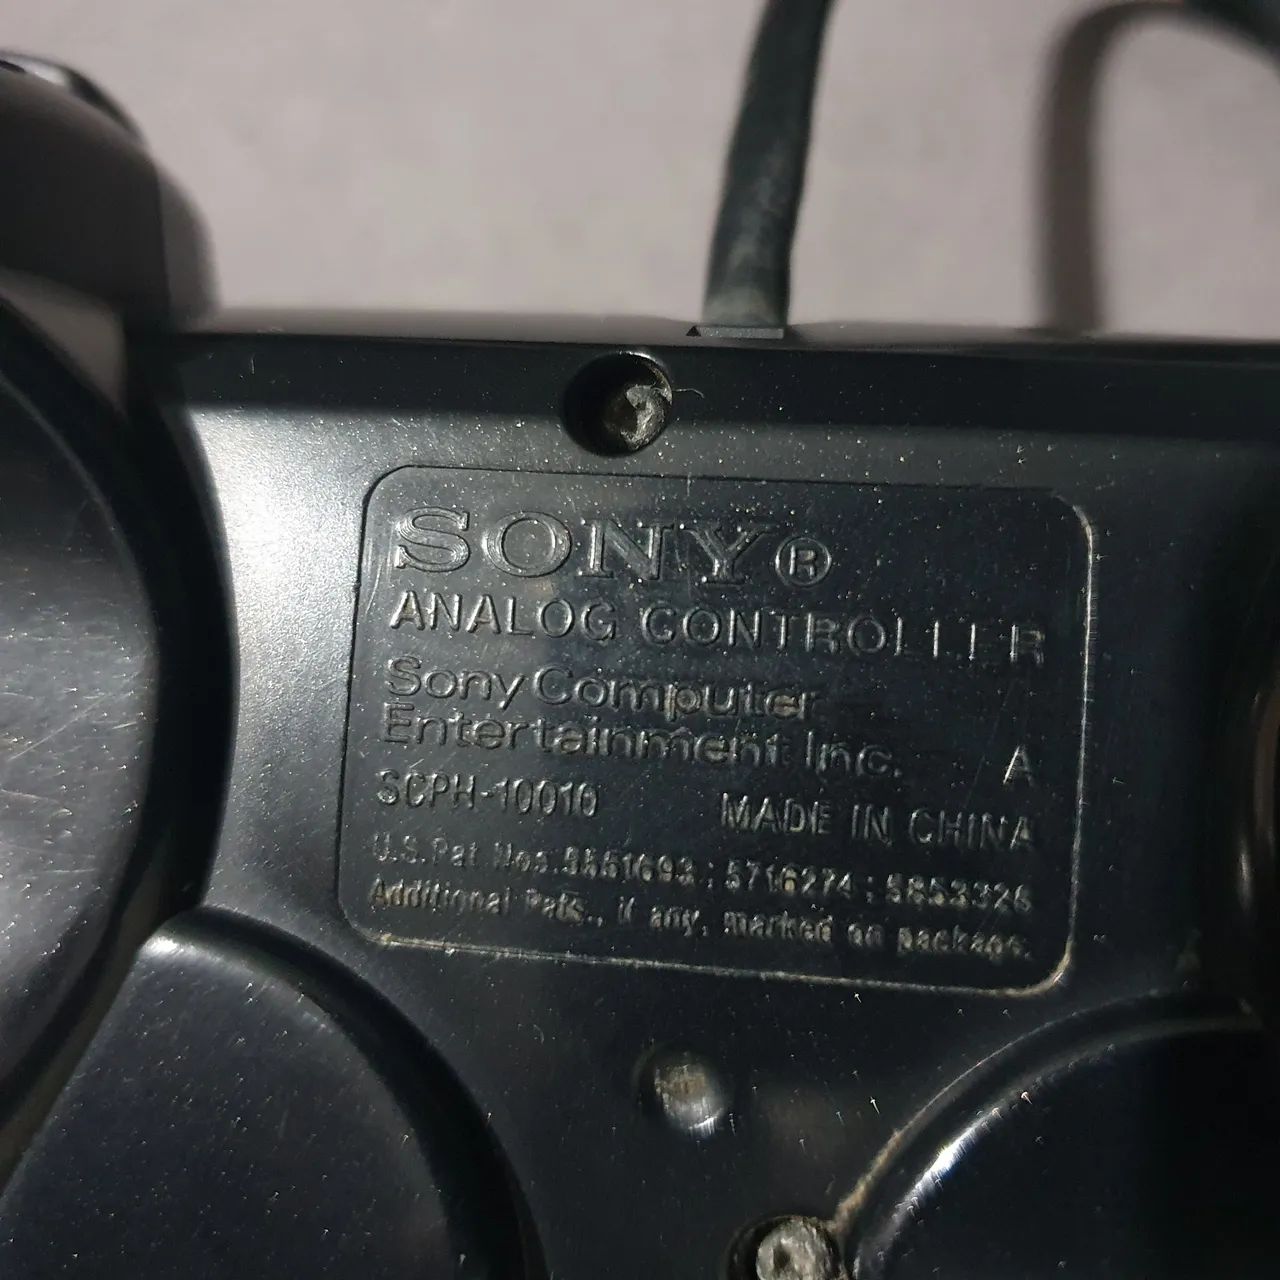 SONY®
ANALOG CONTROLLER
Sony Computer
Entertainment Inc. A
SCPH-10010 MADE IN CHINA
U.S. Pat Nos. 5551693 ; 5716274 ; 5853326
Additional Pats., if any, marked on package.